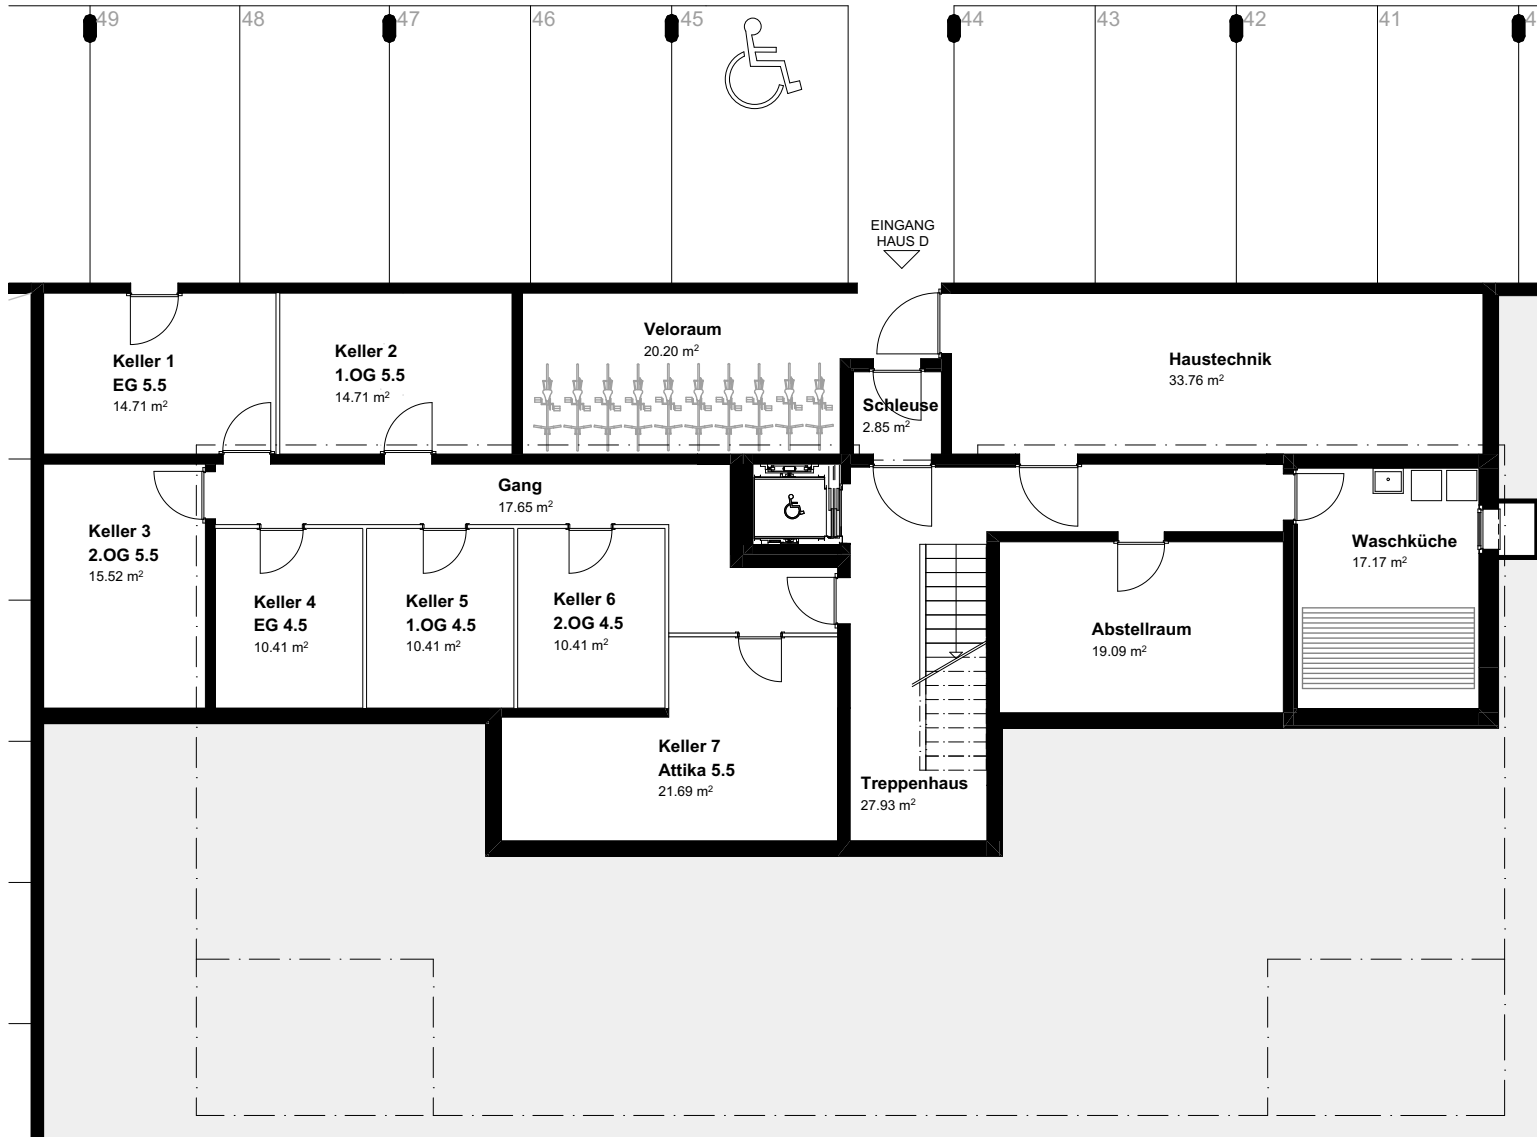 49
48
47
46
45
44
43
42
41
4
EINGANG
HAUS D
Keller 1
EG 5.5
14.71 m²
Keller 2
1.OG 5.5
14.71 m²
Veloraum
20.20 m²
Schleuse
2.85 m²
Haustechnik
33.76 m²
Gang
17.65 m²
Keller 3
2.OG 5.5
15.52 m²
Keller 4
EG 4.5
10.41 m²
Keller 5
1.OG 4.5
10.41 m²
Keller 6
2.OG 4.5
10.41 m²
Waschküche
17.17 m²
Abstellraum
19.09 m²
Keller 7
Attika 5.5
21.69 m²
Treppenhaus
27.93 m²